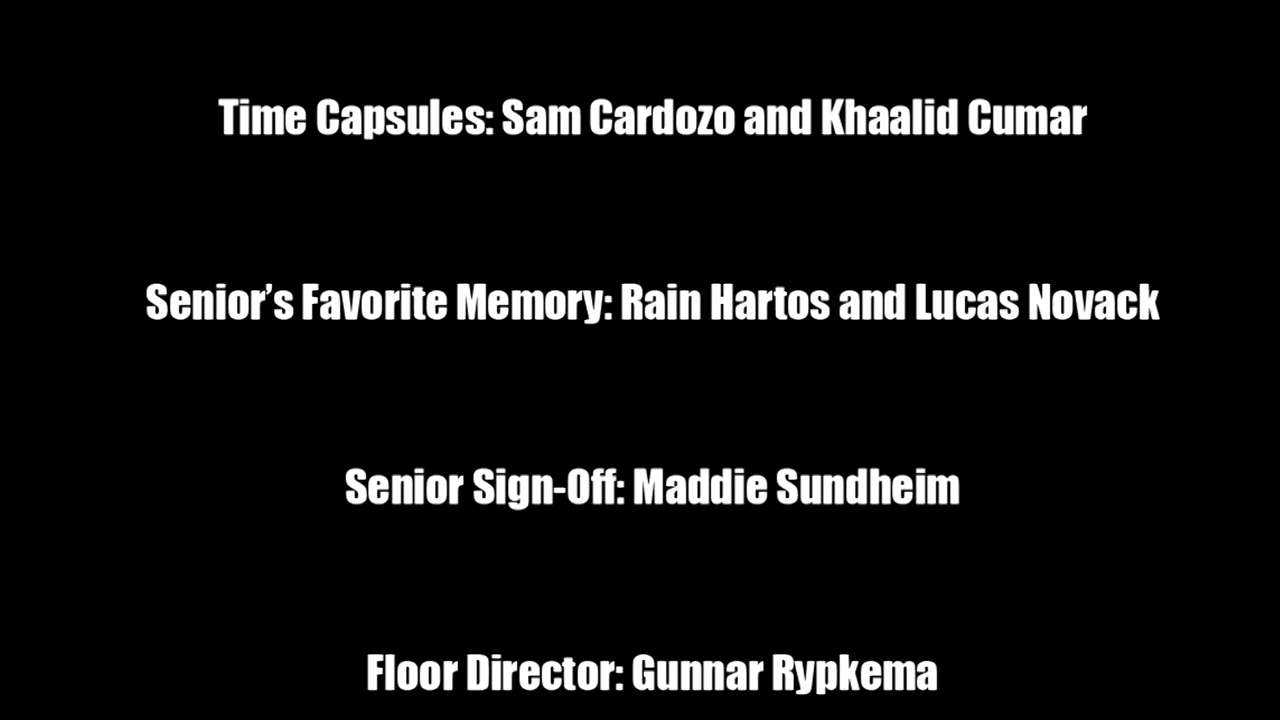 Time Capsules: Sam Cardozo and Khaalid Cumar
Senior’s Favorite Memory: Rain Hartos and Lucas Novack
Senior Sign-Off: Maddie Sundheim
Floor Director: Gunnar Rypkema